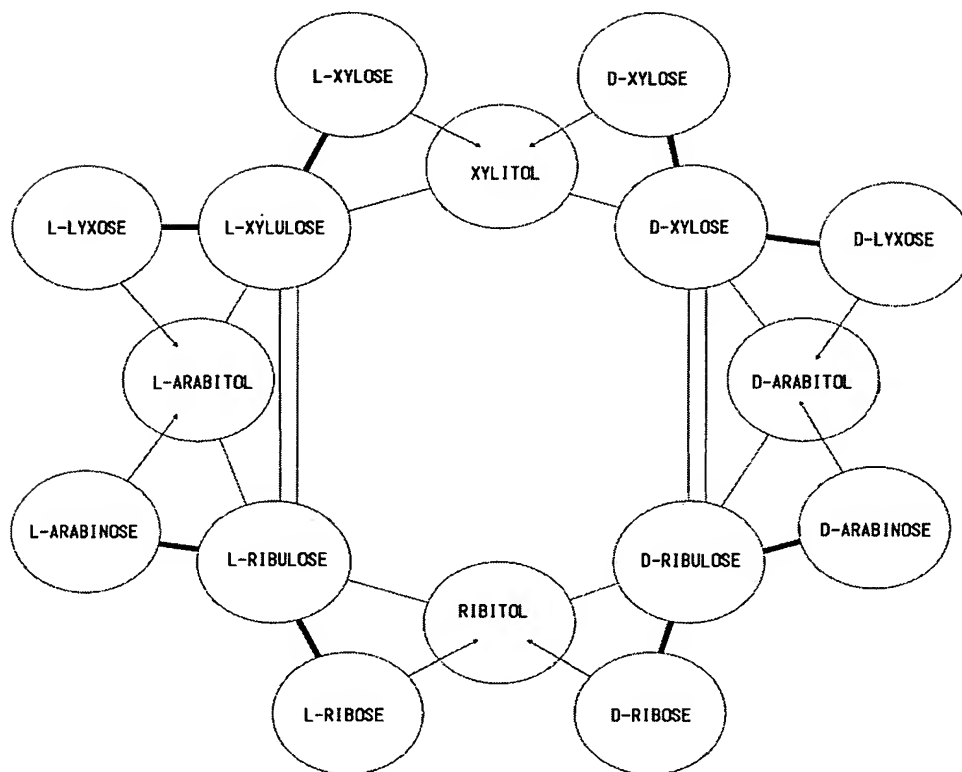 L-XYLOSE
D-XYLOSE
XYLITOL
L-LYXOSE
L-XYLULOSE
D-XYLOSE
D-LYXOSE
L-ARABITOL
D-ARABITOL
L-ARABINOSE
L-RIBULOSE
D-RIBULOSE
D-ARABINOSE
RIBITOL
L-RIBOSE
D-RIBOSE